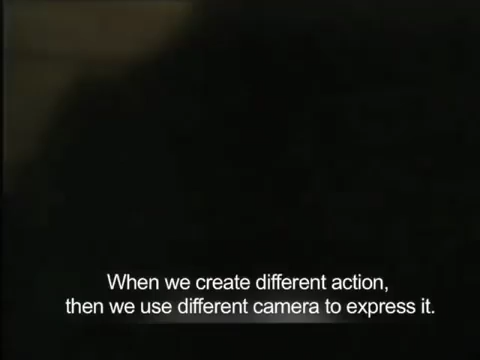 When we create different action,
then we use different camera to express it.